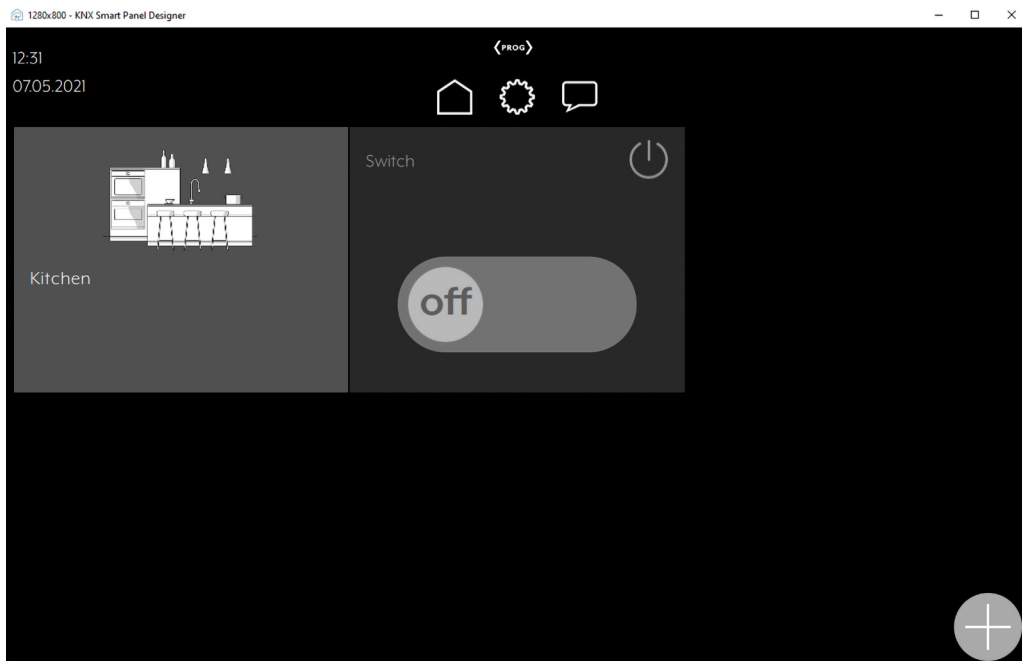 1280x800 - KNX Smart Panel Designer
12:31
07.05.2021
⟨PROG⟩
Kitchen
Switch
off